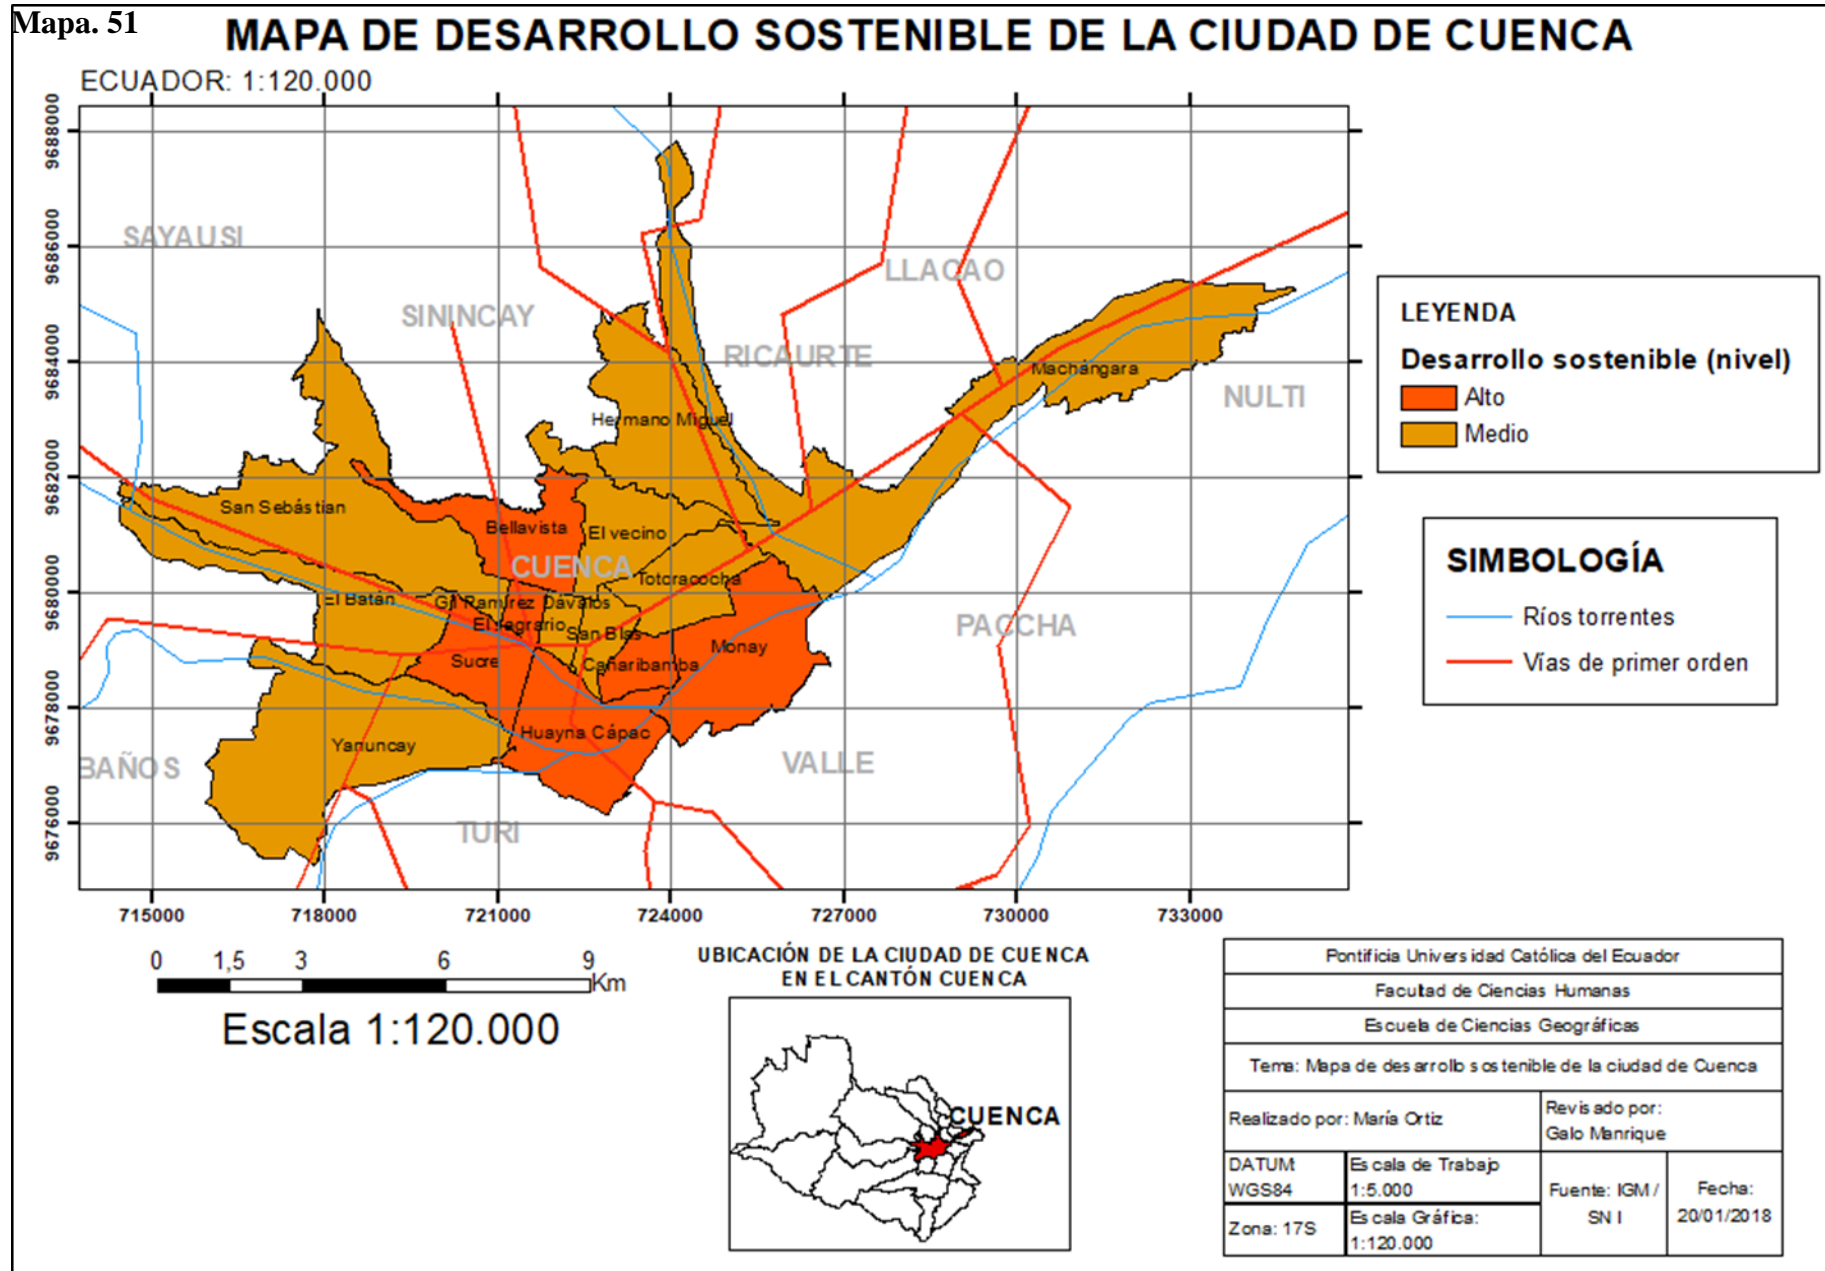 Mapa. 51
MAPA DE DESARROLLO SOSTENIBLE DE LA CIUDAD DE CUENCA
ECUADOR: 1:120.000
9688000
9686000
9684000
9682000
9680000
9678000
9676000
715000
718000
721000
724000
727000
730000
733000
SAYAUSI
SININCAY
LLACAO
RICAURTE
NULTI
Machángara
Hermano Miguel
San Sebástian
Bellavista
El vecino
CUENCA
Totoracocha
El Batán
Gil Ramírez Dávalos
El sagrario
San Blas
PACCHA
Sucre
Cañaribamba
Monay
Huayna Cápac
Yanuncay
BAÑOS
VALLE
TURI
LEYENDA
Desarrollo sostenible (nivel)
Alto
Medio
SIMBOLOGÍA
Ríos torrentes
Vías de primer orden
0 1,5 3 6 9
Km
Escala 1:120.000
UBICACIÓN DE LA CIUDAD DE CUENCA
EN EL CANTÓN CUENCA
CUENCA
Pontificia Universidad Católica del Ecuador
Facultad de Ciencias Humanas
Escuela de Ciencias Geográficas
Tema: Mapa de desarrollo sostenible de la ciudad de Cuenca
Realizado por: María Ortiz
Revisado por:
Galo Manrique
DATUM:
WGS84
Escala de Trabajo
1:5.000
Zona: 17S
Escala Gráfica:
1:120.000
Fuente: IGM /
SNI
Fecha:
20/01/2018